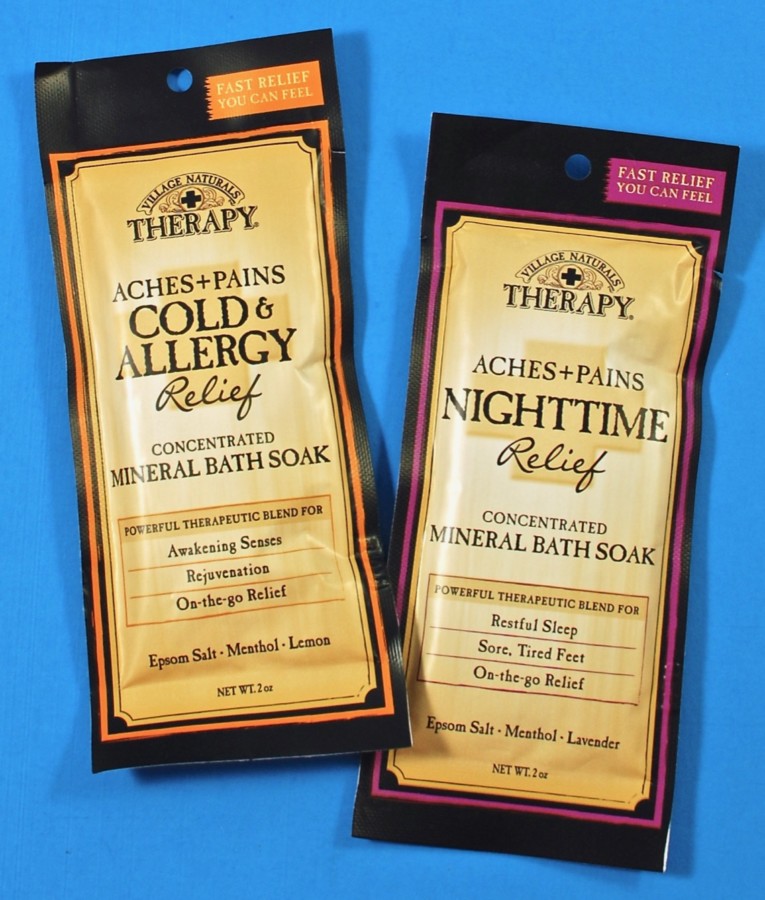 FAST RELIEF
YOU CAN FEEL
VILLAGE NATURALS
THERAPY
ACHES+PAINS
COLD &
ALLERGY
Relief
CONCENTRATED
MINERAL BATH SOAK
POWERFUL THERAPEUTIC BLEND FOR
Awakening Senses
Rejuvenation
On-the-go Relief
Epsom Salt · Menthol · Lemon
NET WT. 2 oz
FAST RELIEF
YOU CAN FEEL
VILLAGE NATURALS
THERAPY
ACHES+PAINS
NIGHTTIME
Relief
CONCENTRATED
MINERAL BATH SOAK
POWERFUL THERAPEUTIC BLEND FOR
Restful Sleep
Sore, Tired Feet
On-the-go Relief
Epsom Salt · Menthol · Lavender
NET WT. 2 oz